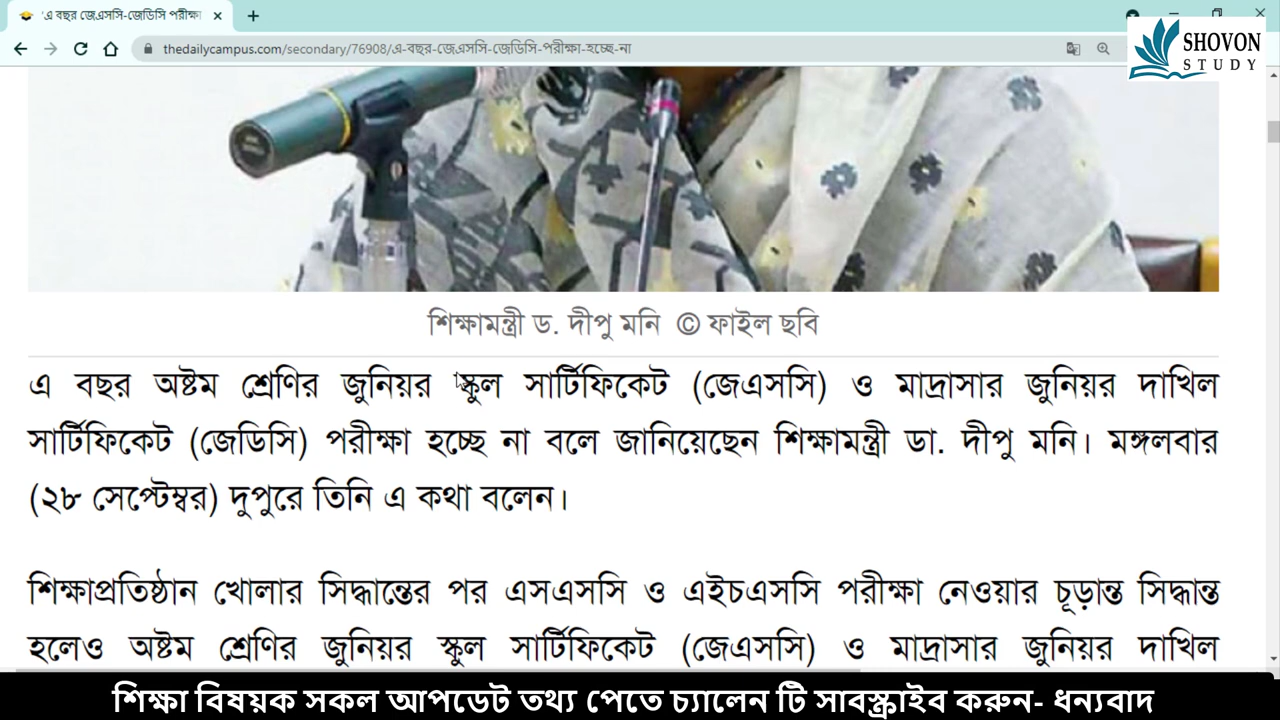 'এ বছর জেএসসি-জেডিসি পরীক্ষা
thedailycampus.com/secondary/76908/এ-বছর-জেএসসি-জেডিসি-পরীক্ষা-হচ্ছে-না
SHOVON
STUDY
শিক্ষামন্ত্রী ড. দীপু মনি © ফাইল ছবি
এ বছর অষ্টম শ্রেণির জুনিয়র স্কুল সার্টিফিকেট (জেএসসি) ও মাদ্রাসার জুনিয়র দাখিল
সার্টিফিকেট (জেডিসি) পরীক্ষা হচ্ছে না বলে জানিয়েছেন শিক্ষামন্ত্রী ডা. দীপু মনি। মঙ্গলবার
(২৮ সেপ্টেম্বর) দুপুরে তিনি এ কথা বলেন।
শিক্ষাপ্রতিষ্ঠান খোলার সিদ্ধান্তের পর এসএসসি ও এইচএসসি পরীক্ষা নেওয়ার চূড়ান্ত সিদ্ধান্ত
হলেও অষ্টম শ্রেণির জুনিয়র স্কুল সার্টিফিকেট (জেএসসি) ও মাদ্রাসার জুনিয়র দাখিল
শিক্ষা বিষয়ক সকল আপডেট তথ্য পেতে চ্যালেন টি সাবস্ক্রাইব করুন- ধন্যবাদ